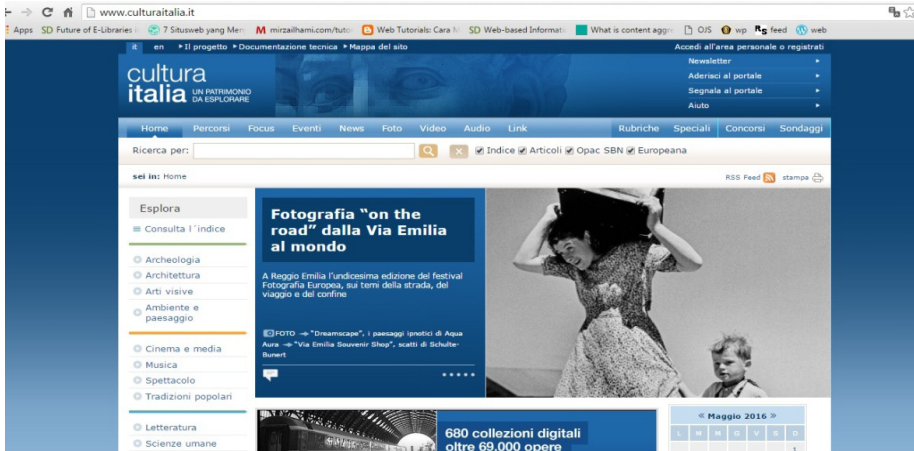 www.culturaitalia.it
Apps SD Future of E-Libraries 7 Situsweb yang Men mirzailhami.com/tuto Web Tutorials: Cara M SD Web-based Informati What is content aggre OJS wp feed web
it en Il progetto Documentazione tecnica Mappa del sito Accedi all'area personale o registrati
cultura
italia UN PATRIMONIO
DA ESPLORARE
Newsletter
Aderisci al portale
Segnala al portale
Aiuto
Home Percorsi Focus Eventi News Foto Video Audio Link Rubriche Speciali Concorsi Sondaggi
Ricerca per: Indice Articoli Opac SBN Europeana
sei in: Home RSS Feed stampa
Esplora
Consulta l´indice
Archeologia
Architettura
Arti visive
Ambiente e
paesaggio
Cinema e media
Musica
Spettacolo
Tradizioni popolari
Letteratura
Scienze umane
Fotografia “on the
road” dalla Via Emilia
al mondo
A Reggio Emilia l’undicesima edizione del festival
Fotografia Europea, sui temi della strada, del
viaggio e del confine
FOTO "Dreamscape", i paesaggi ipnotici di Aqua
Aura "Via Emilia Souvenir Shop", scatti di Schulte-
Bunert
680 collezioni digitali
oltre 69.000 opere
« Maggio 2016 »
L M M G V S D
1